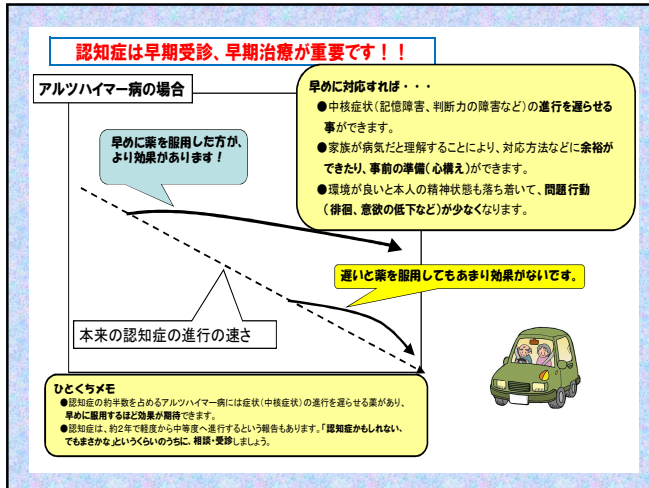 認知症は早期受診、早期治療が重要です！！
アルツハイマー病の場合
早めに対応すれば・・・
●中核症状（記憶障害、判断力の障害など）の進行を遅らせる
事ができます。
●家族が病気だと理解することにより、対応方法などに余裕が
できたり、事前の準備（心構え）ができます。
●環境が良いと本人の精神状態も落ち着いて、問題行動
（徘徊、意欲の低下など）が少なくなります。
早めに薬を服用した方が、
より効果があります！
遅いと薬を服用してもあまり効果がないです。
本来の認知症の進行の速さ
ひとくちメモ
●認知症の約半数を占めるアルツハイマー病には症状（中核症状）の進行を遅らせる薬があり、
早めに服用するほど効果が期待できます。
●認知症は、約2年で軽度から中等度へ進行するという報告もあります。「認知症かもしれない、
でもまさかな」というくらいのうちに、相談・受診しましょう。